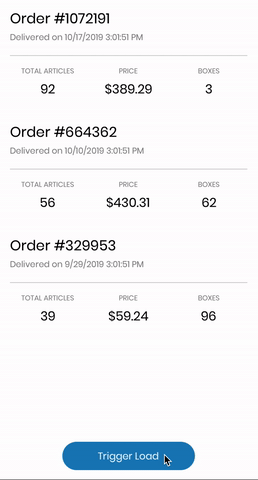 Order #1072191
Delivered on 10/17/2019 3:01:51 PM
TOTAL ARTICLES PRICE BOXES
92 $389.29 3
Order #664362
Delivered on 10/10/2019 3:01:51 PM
TOTAL ARTICLES PRICE BOXES
56 $430.31 62
Order #329953
Delivered on 9/29/2019 3:01:51 PM
TOTAL ARTICLES PRICE BOXES
39 $59.24 96
Trigger Load